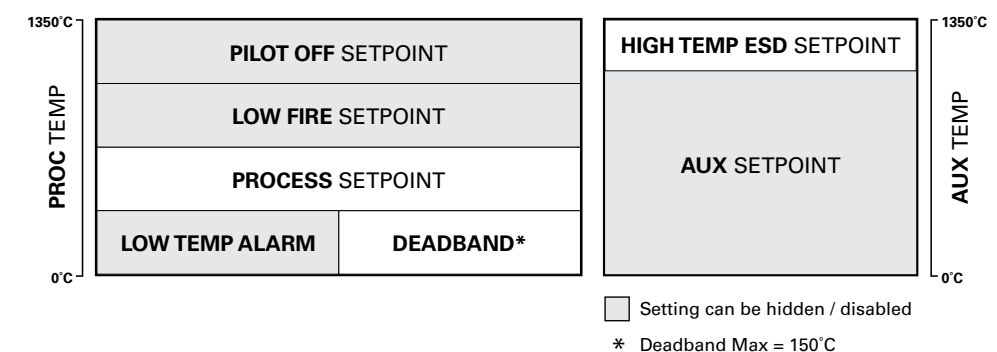 1350°C
PROC TEMP
0°C
PILOT OFF SETPOINT
LOW FIRE SETPOINT
PROCESS SETPOINT
LOW TEMP ALARM
DEADBAND*
HIGH TEMP ESD SETPOINT
AUX SETPOINT
1350°C
AUX TEMP
0°C
Setting can be hidden / disabled
* Deadband Max = 150°C